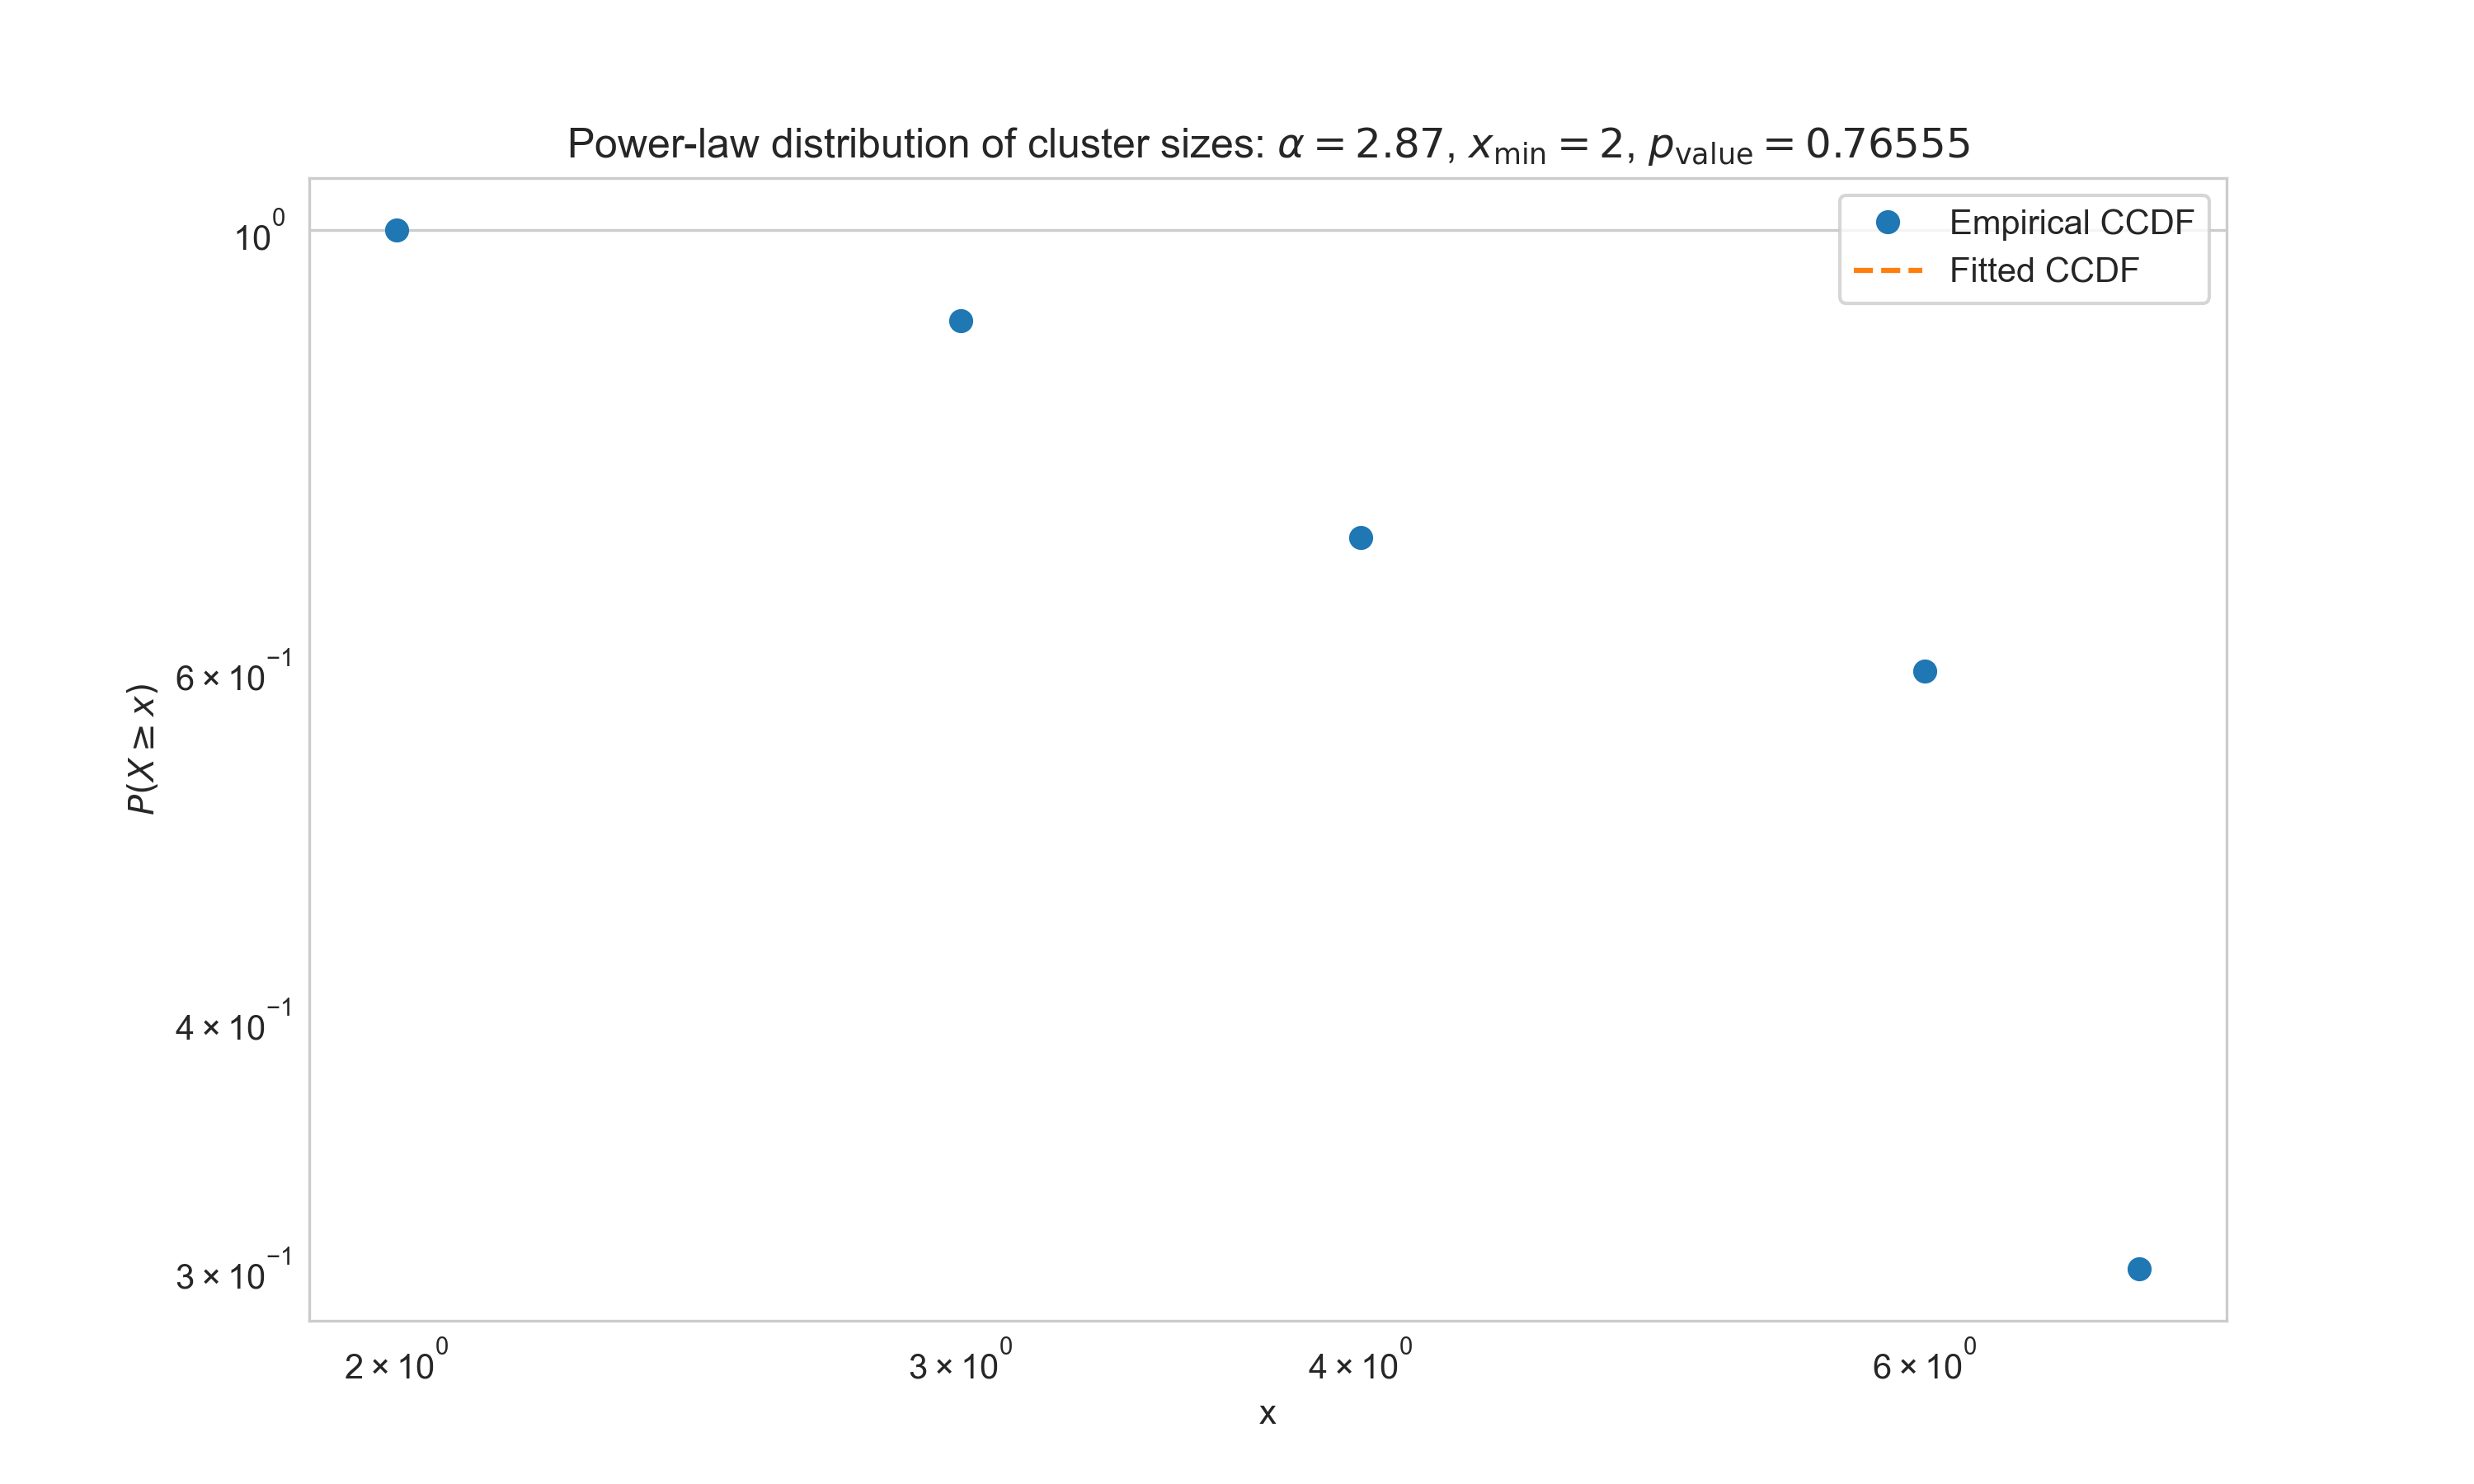 Power-law distribution of cluster sizes: α = 2.87, x_min = 2, p_value = 0.76555
Empirical CCDF
Fitted CCDF
10^0
6 × 10^−1
4 × 10^−1
3 × 10^−1
P(X ≥ x)
2 × 10^0
3 × 10^0
4 × 10^0
6 × 10^0
x